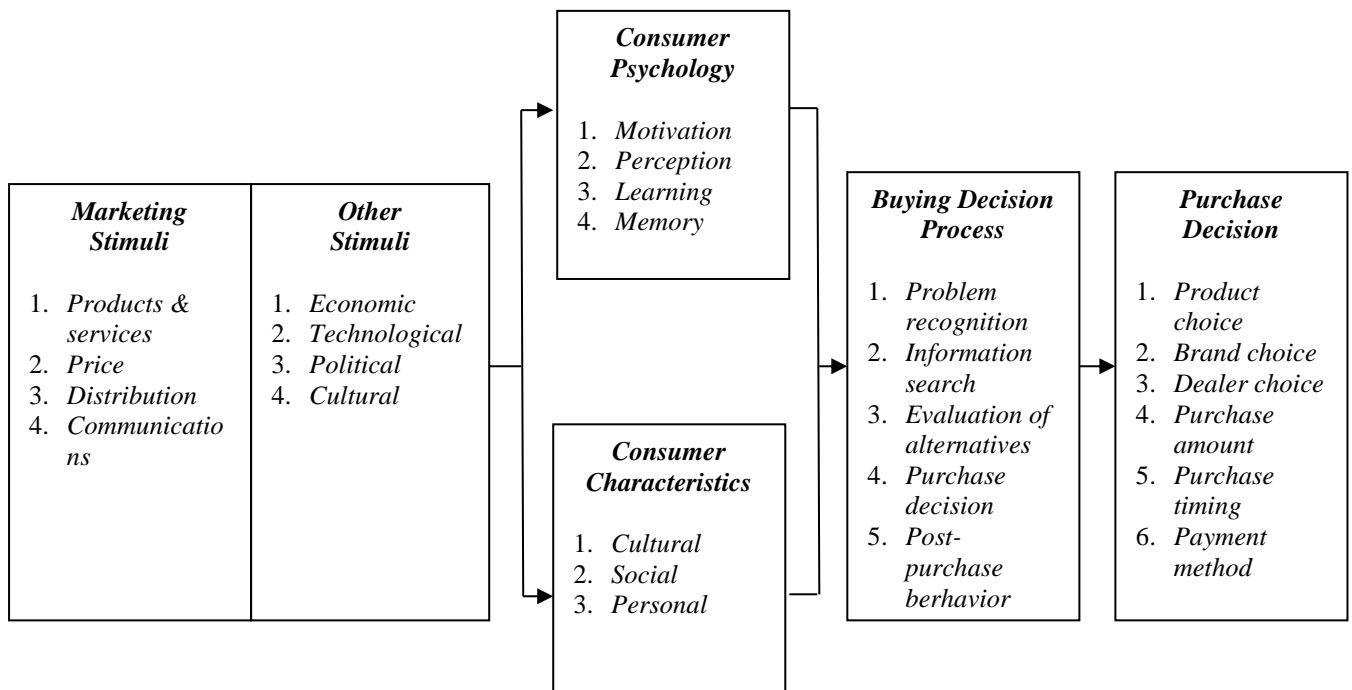 Marketing
Stimuli
1. Products &
services
2. Price
3. Distribution
4. Communicatio
ns
Other
Stimuli
1. Economic
2. Technological
3. Political
4. Cultural
Consumer
Psychology
1. Motivation
2. Perception
3. Learning
4. Memory
Consumer
Characteristics
1. Cultural
2. Social
3. Personal
Buying Decision
Process
1. Problem
recognition
2. Information
search
3. Evaluation of
alternatives
4. Purchase
decision
5. Post-
purchase
berhavior
Purchase
Decision
1. Product
choice
2. Brand choice
3. Dealer choice
4. Purchase
amount
5. Purchase
timing
6. Payment
method